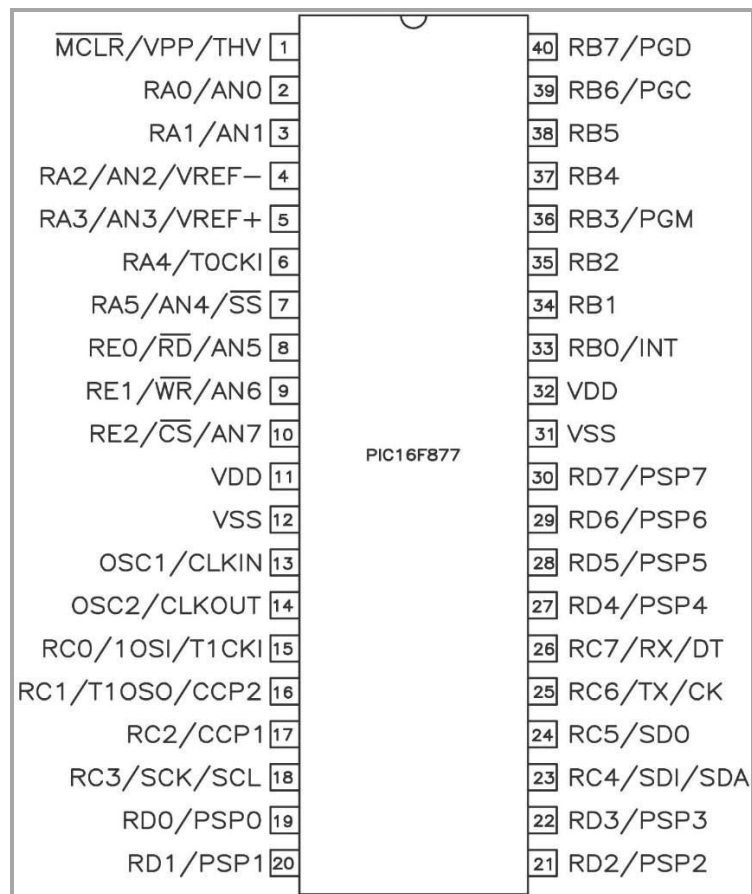 MCLR/VPP/THV 1
RA0/AN0 2
RA1/AN1 3
RA2/AN2/VREF− 4
RA3/AN3/VREF+ 5
RA4/T0CKI 6
RA5/AN4/SS 7
RE0/RD/AN5 8
RE1/WR/AN6 9
RE2/CS/AN7 10
VDD 11
VSS 12
OSC1/CLKIN 13
OSC2/CLKOUT 14
RC0/1OSI/T1CKI 15
RC1/T1OSO/CCP2 16
RC2/CCP1 17
RC3/SCK/SCL 18
RD0/PSP0 19
RD1/PSP1 20
PIC16F877
40 RB7/PGD
39 RB6/PGC
38 RB5
37 RB4
36 RB3/PGM
35 RB2
34 RB1
33 RB0/INT
32 VDD
31 VSS
30 RD7/PSP7
29 RD6/PSP6
28 RD5/PSP5
27 RD4/PSP4
26 RC7/RX/DT
25 RC6/TX/CK
24 RC5/SDO
23 RC4/SDI/SDA
22 RD3/PSP3
21 RD2/PSP2